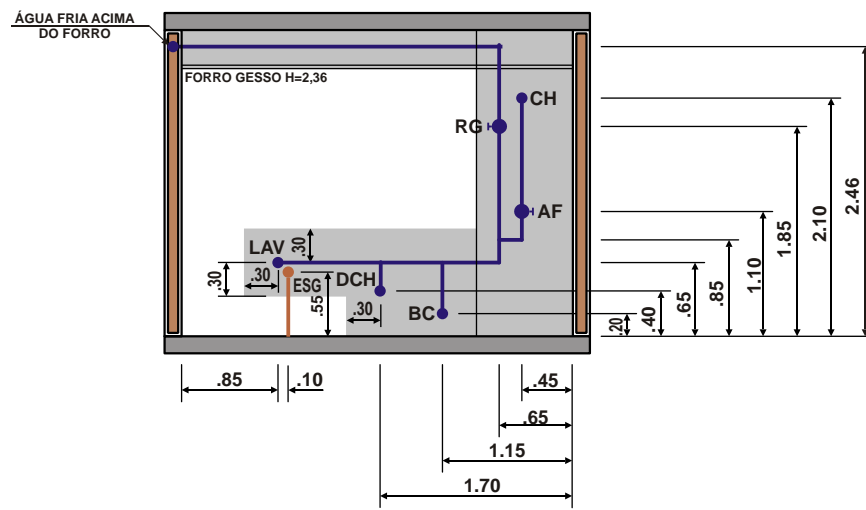 ÁGUA FRIA ACIMA
DO FORRO
FORRO GESSO H=2,36
CH
RG
AF
.30
LAV
.30
.30
ESG
.55
DCH
.30
BC
.20
.40
.65
.85
1.10
1.85
2.10
2.46
.85
.10
.45
.65
1.15
1.70